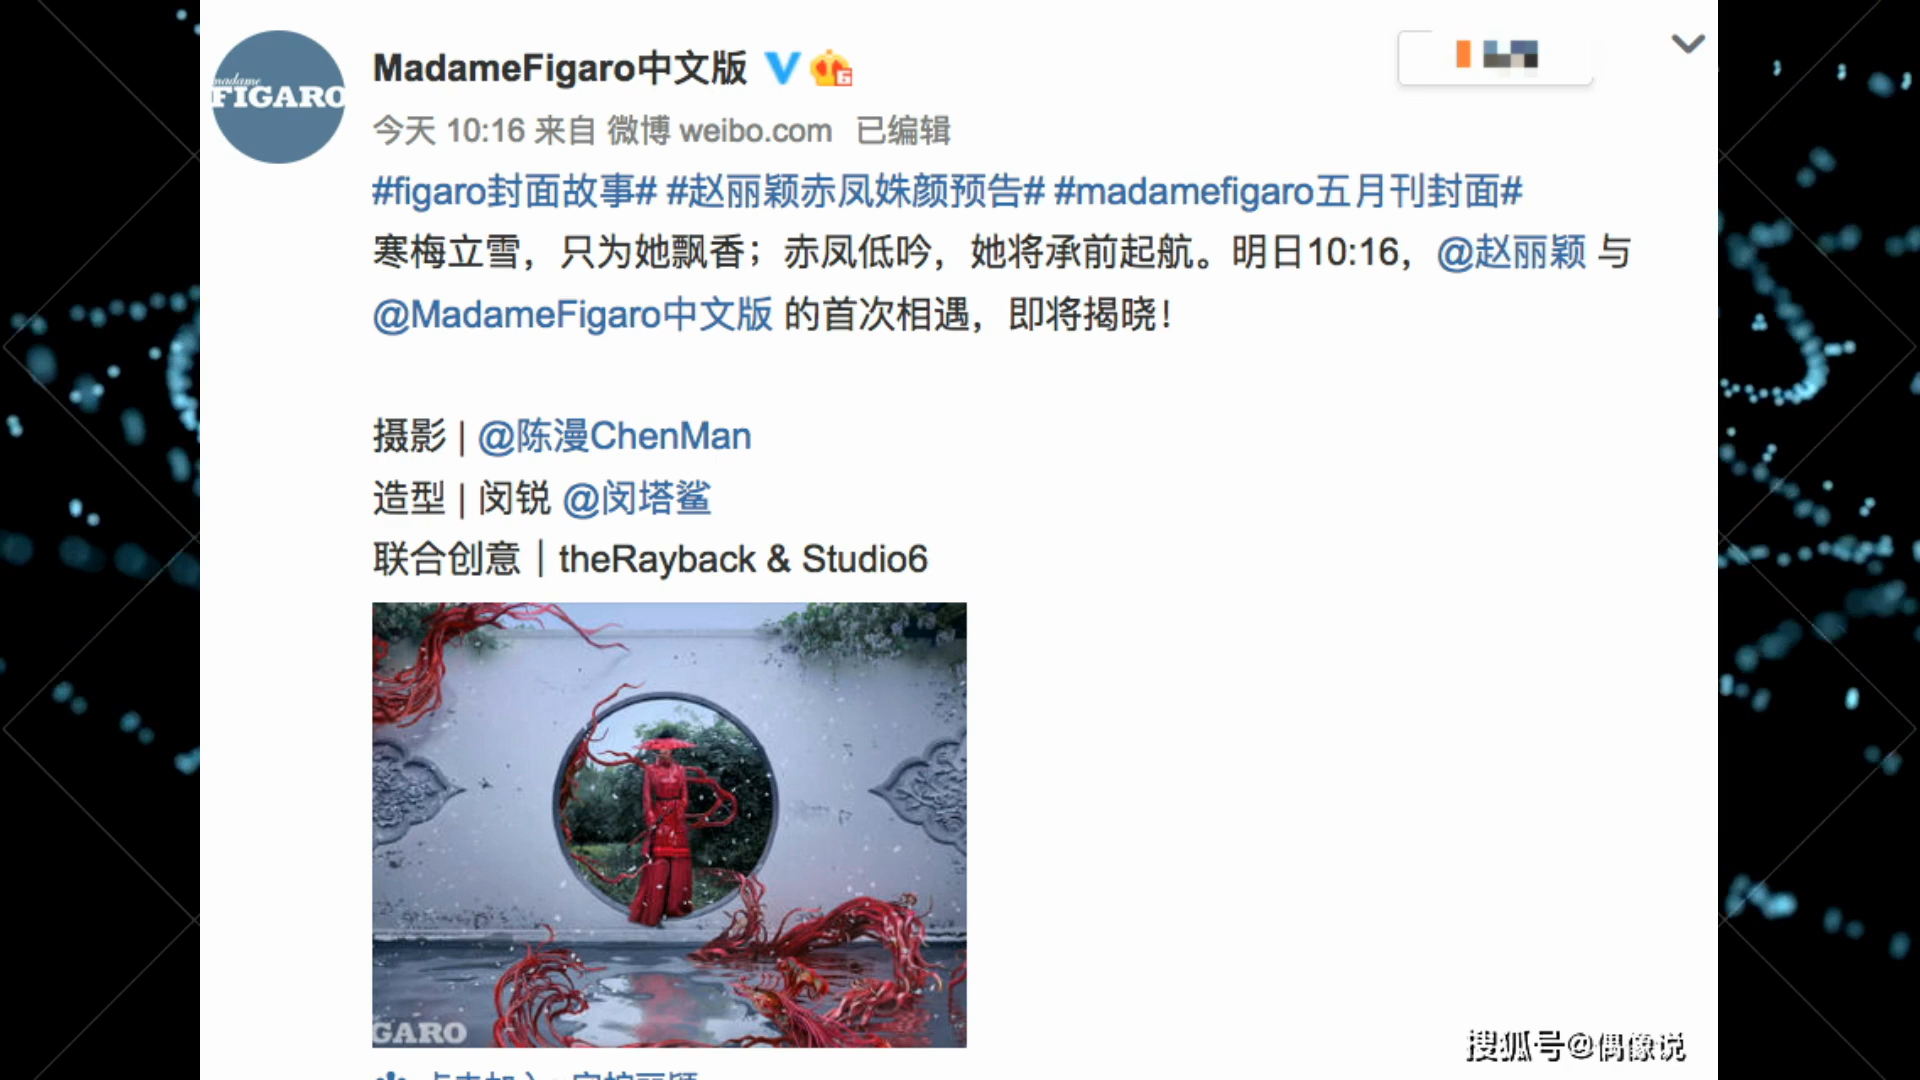 madame
FIGARO
MadameFigaro中文版
6
今天 10:16 来自 微博 weibo.com 已编辑
#figaro封面故事# #赵丽颖赤凤姝颜预告# #madamefigaro五月刊封面#
寒梅立雪，只为她飘香；赤凤低吟，她将承前起航。明日10:16，@赵丽颖 与
@MadameFigaro中文版 的首次相遇，即将揭晓！
摄影 | @陈漫ChenMan
造型 | 闵锐 @闵塔鲨
联合创意｜theRayback & Studio6
GARO
搜狐号@偶像说